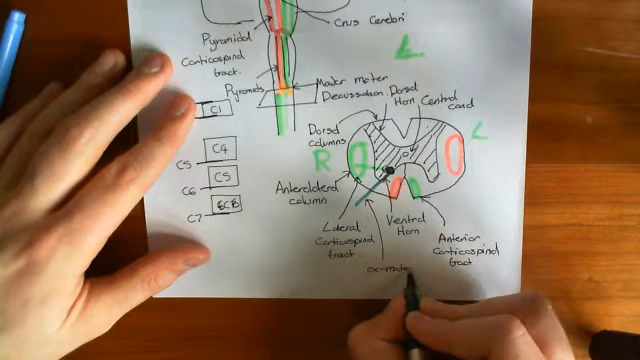 Crus Cerebri
Pyramidal
Corticospinal
tract.
L
Pyramids
Motor
Decussation
Dorsal
Horn
Central
canal
C1
Dorsal
columns
C4
R
L
C5
C5
C6
Anterolateral
column
C7
Lateral
Corticospinal
tract.
Ventral
Horn
Anterior
Corticospinal
tract